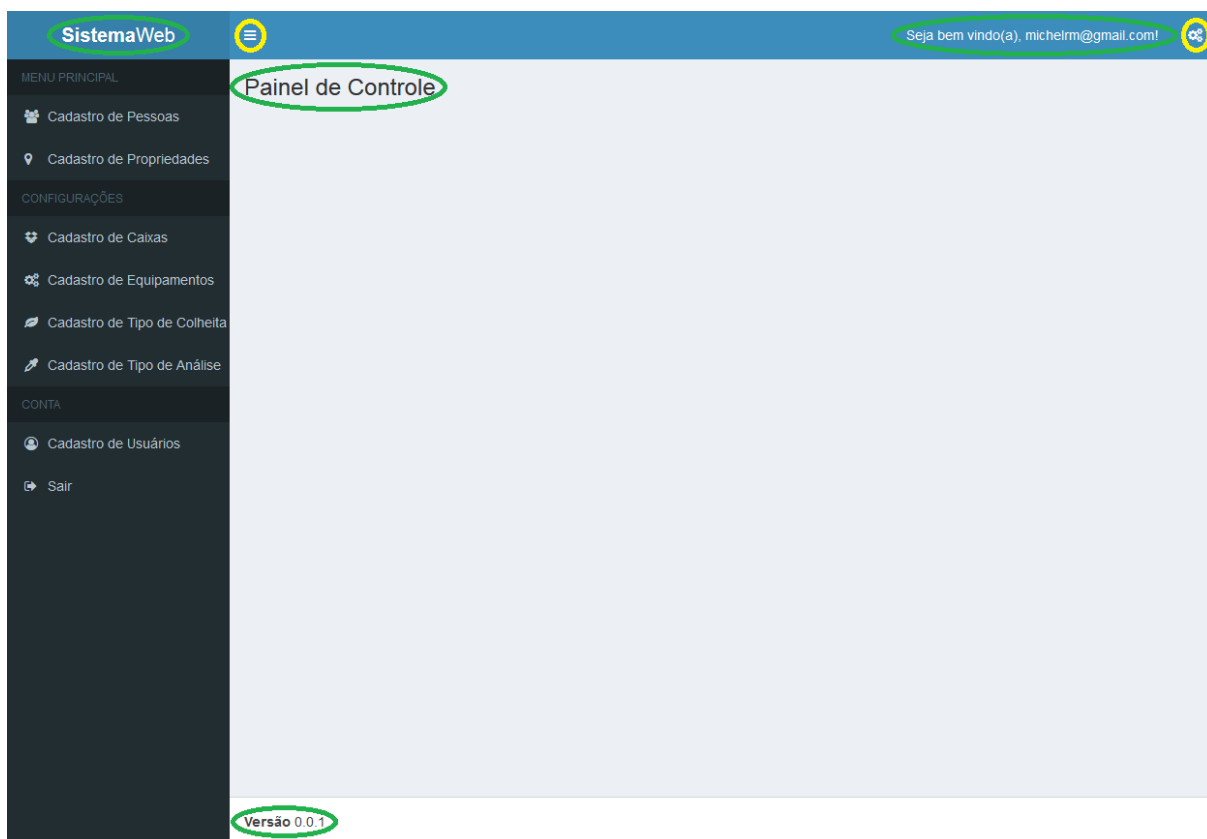 SistemaWeb
Seja bem vindo(a), michelrm@gmail.com!
MENU PRINCIPAL
Cadastro de Pessoas
Cadastro de Propriedades
CONFIGURAÇÕES
Cadastro de Caixas
Cadastro de Equipamentos
Cadastro de Tipo de Colheita
Cadastro de Tipo de Análise
CONTA
Cadastro de Usuários
Sair
Painel de Controle
Versão 0.0.1